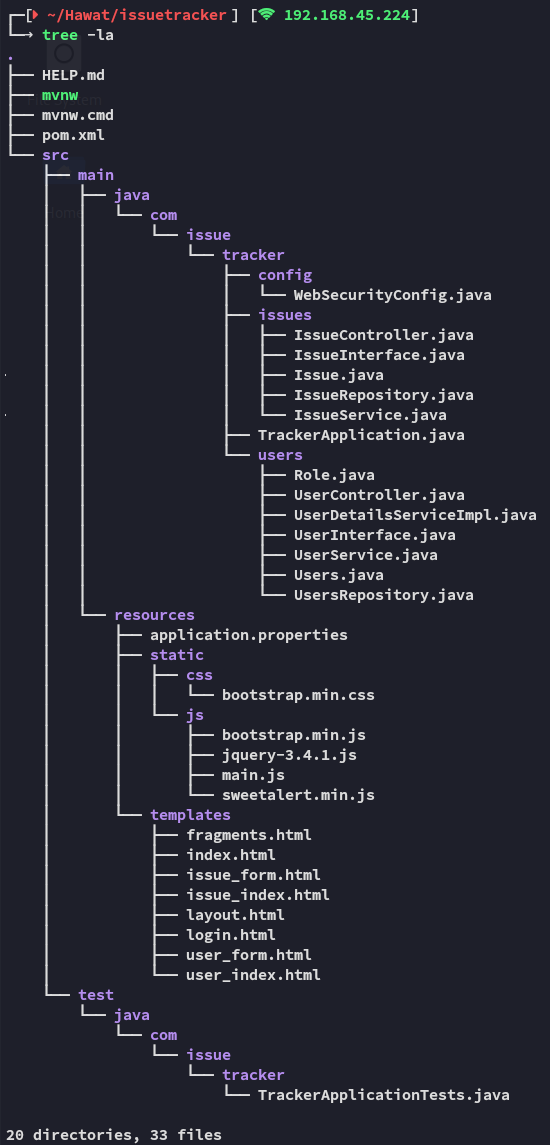 ┌─[ ~/Hawat/issuetracker] [ 192.168.45.224]
└─→ tree -la
.
├── HELP.md
├── mvnw
├── mvnw.cmd
├── pom.xml
└── src
    ├── main
    │   ├── java
    │   │   └── com
    │   │       └── issue
    │   │           └── tracker
    │   │               ├── config
    │   │               │   └── WebSecurityConfig.java
    │   │               ├── issues
    │   │               │   ├── IssueController.java
    │   │               │   ├── IssueInterface.java
    │   │               │   ├── Issue.java
    │   │               │   ├── IssueRepository.java
    │   │               │   └── IssueService.java
    │   │               ├── TrackerApplication.java
    │   │               └── users
    │   │                   ├── Role.java
    │   │                   ├── UserController.java
    │   │                   ├── UserDetailsServiceImpl.java
    │   │                   ├── UserInterface.java
    │   │                   ├── UserService.java
    │   │                   ├── Users.java
    │   │                   └── UsersRepository.java
    │   └── resources
    │       ├── application.properties
    │       ├── static
    │       │   ├── css
    │       │   │   └── bootstrap.min.css
    │       │   └── js
    │       │       ├── bootstrap.min.js
    │       │       ├── jquery-3.4.1.js
    │       │       ├── main.js
    │       │       └── sweetalert.min.js
    │       └── templates
    │           ├── fragments.html
    │           ├── index.html
    │           ├── issue_form.html
    │           ├── issue_index.html
    │           ├── layout.html
    │           ├── login.html
    │           ├── user_form.html
    │           └── user_index.html
    └── test
        └── java
            └── com
                └── issue
                    └── tracker
                        └── TrackerApplicationTests.java

20 directories, 33 files